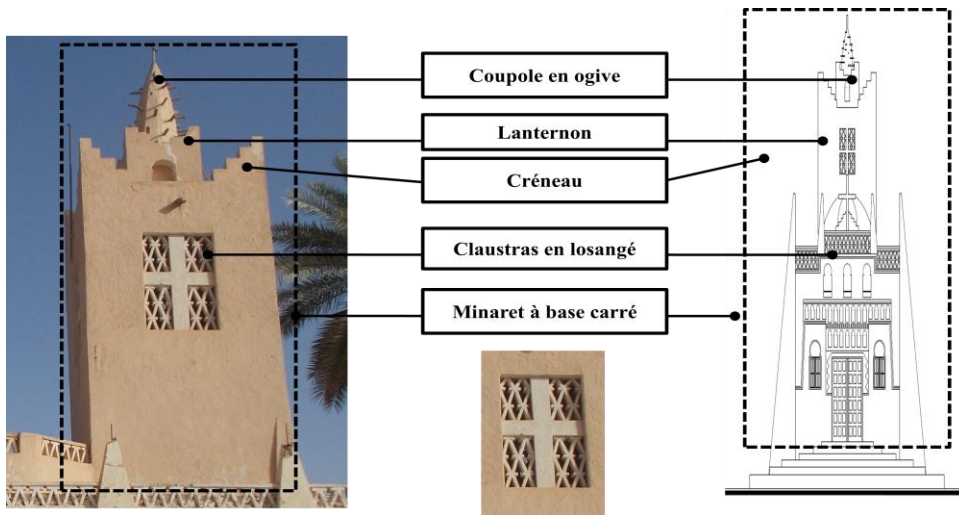 Coupole en ogive
Lanternon
Créneau
Claustras en losangé
Minaret à base carré